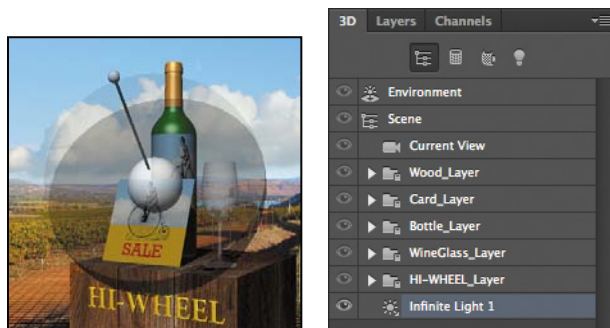 SALE
HI-WHEEL
3D Layers Channels
Environment
Scene
Current View
Wood_Layer
Card_Layer
Bottle_Layer
WineGlass_Layer
HI-WHEEL_Layer
Infinite Light 1